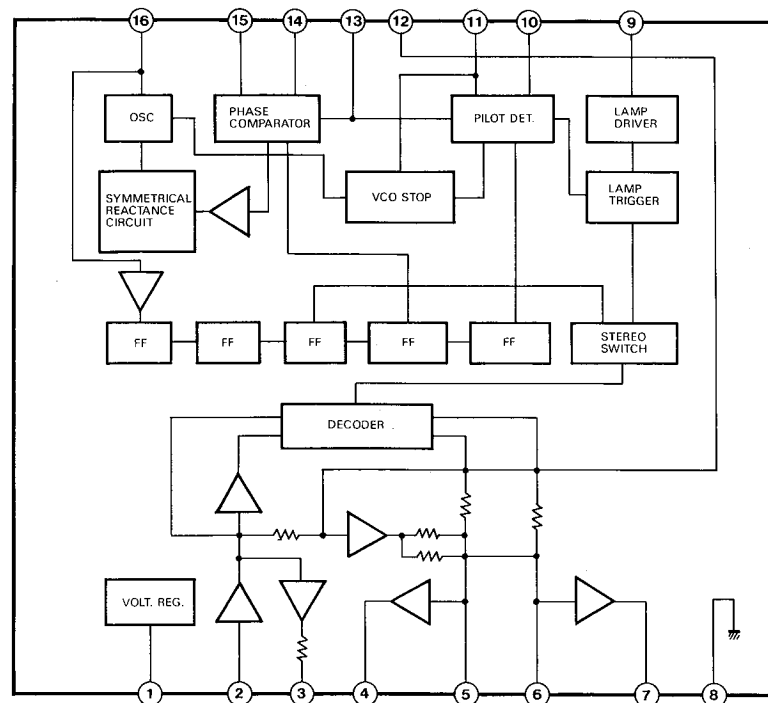 16 15 14 13 12 11 10 9
OSC
PHASE
COMPARATOR
PILOT DET.
LAMP
DRIVER
SYMMETRICAL
REACTANCE
CIRCUIT
VCO STOP
LAMP
TRIGGER
FF FF FF FF FF
STEREO
SWITCH
DECODER
VOLT. REG.
1 2 3 4 5 6 7 8